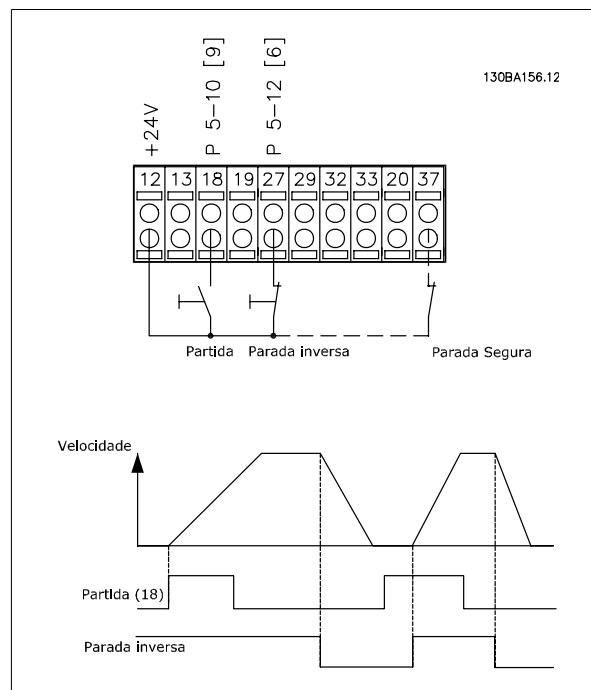 +24V
P 5-10 [9]
P 5-12 [6]
130BA156.12
12 13 18 19 27 29 32 33 20 37
Partida Parada inversa Parada Segura
Velocidade
Partida (18)
Parada inversa